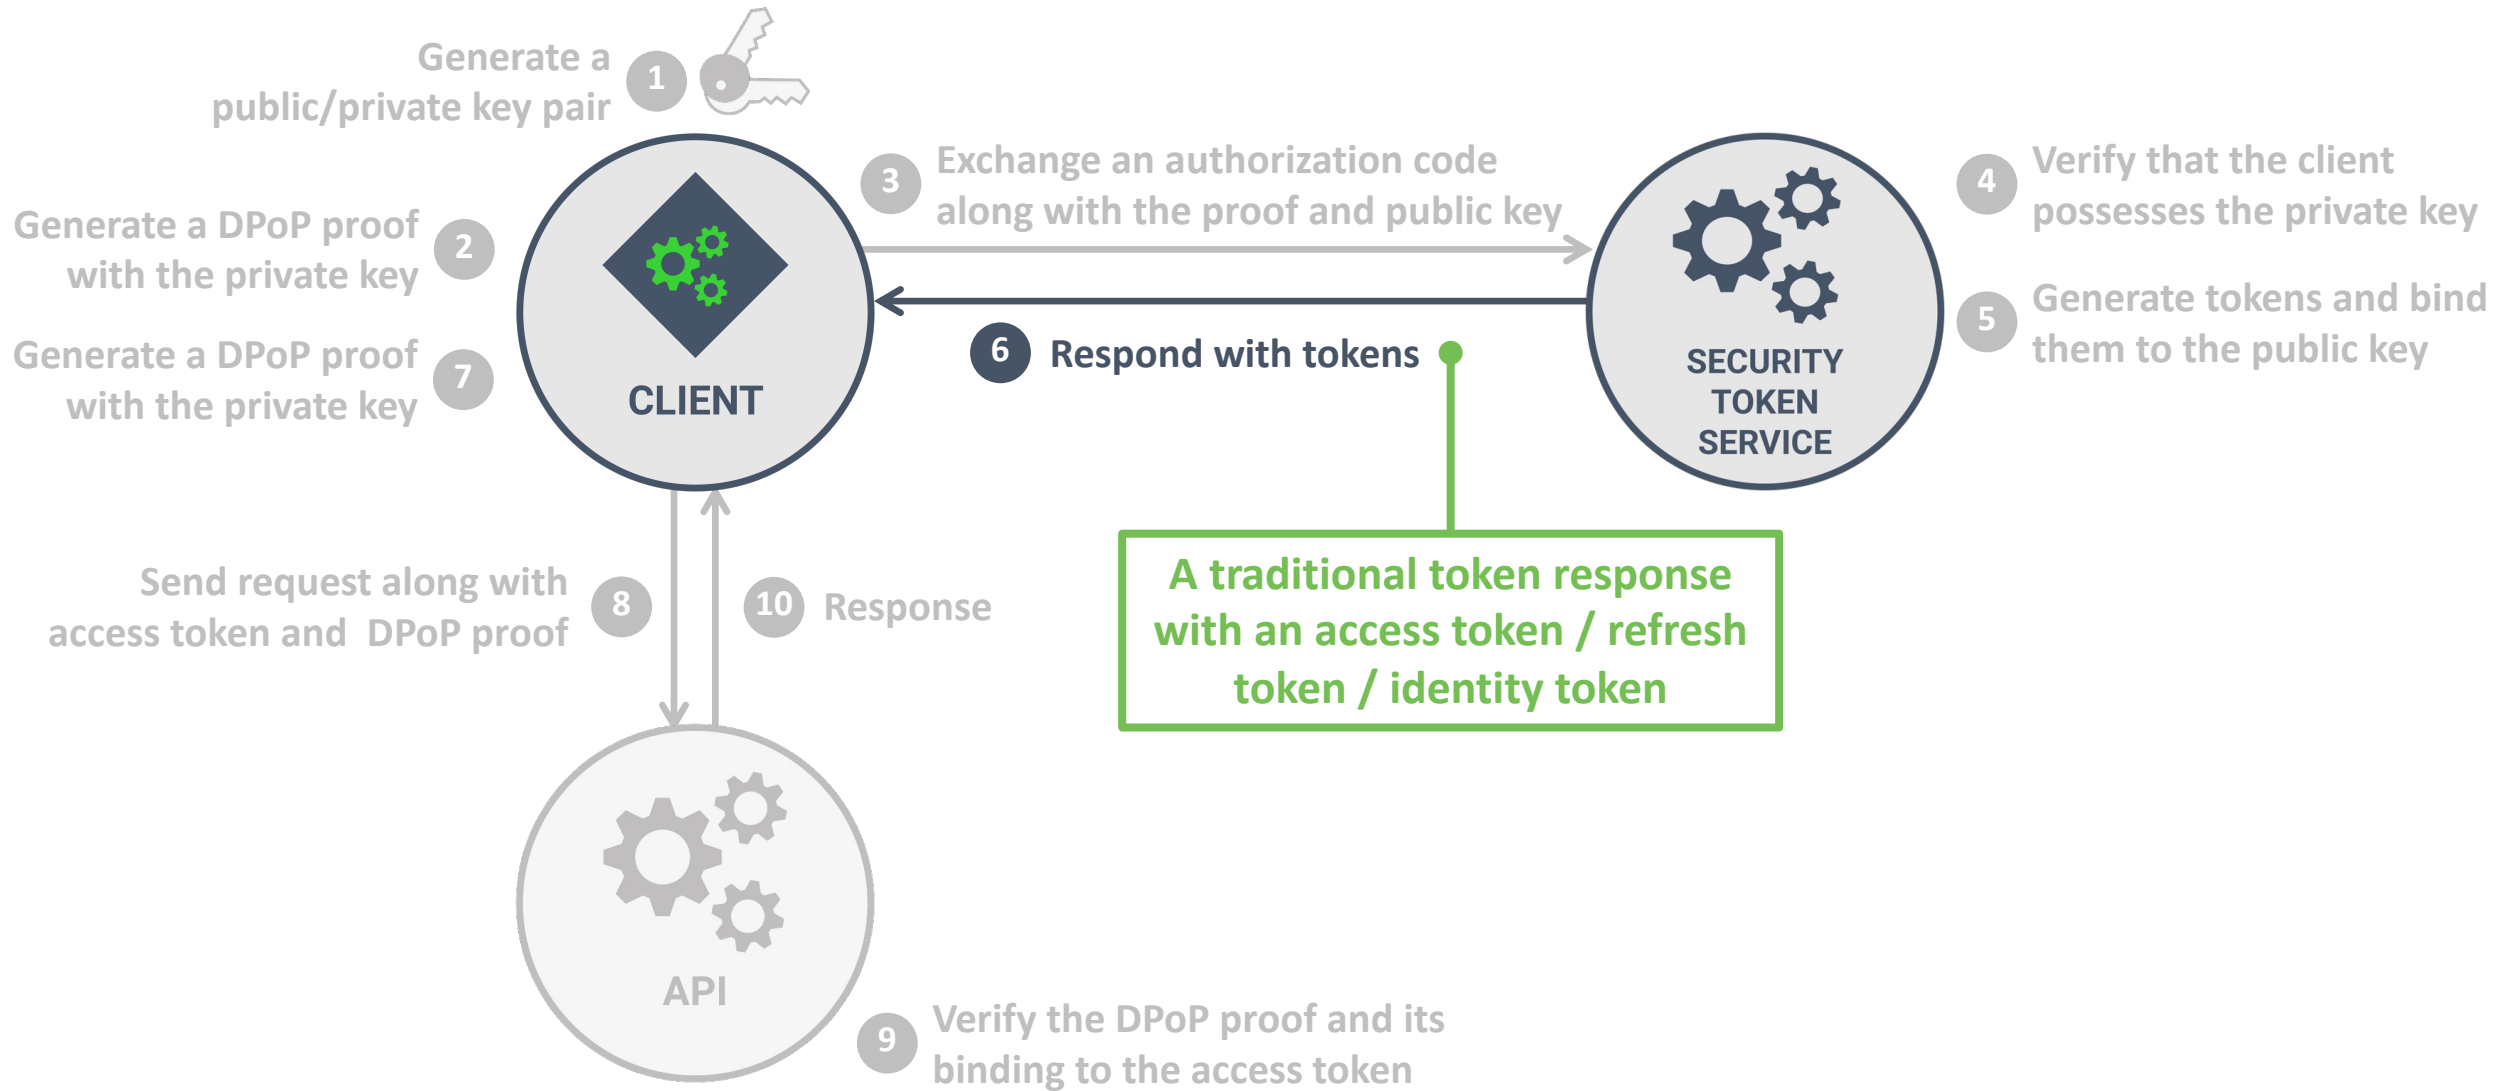 1
Generate a
public/private key pair
2
Generate a DPoP proof
with the private key
3
Exchange an authorization code
along with the proof and public key
4
Verify that the client
possesses the private key
5
Generate tokens and bind
them to the public key
6
Respond with tokens
7
Generate a DPoP proof
with the private key
CLIENT
SECURITY
TOKEN
SERVICE
A traditional token response
with an access token / refresh
token / identity token
8
Send request along with
access token and DPoP proof
10
Response
API
9
Verify the DPoP proof and its
binding to the access token